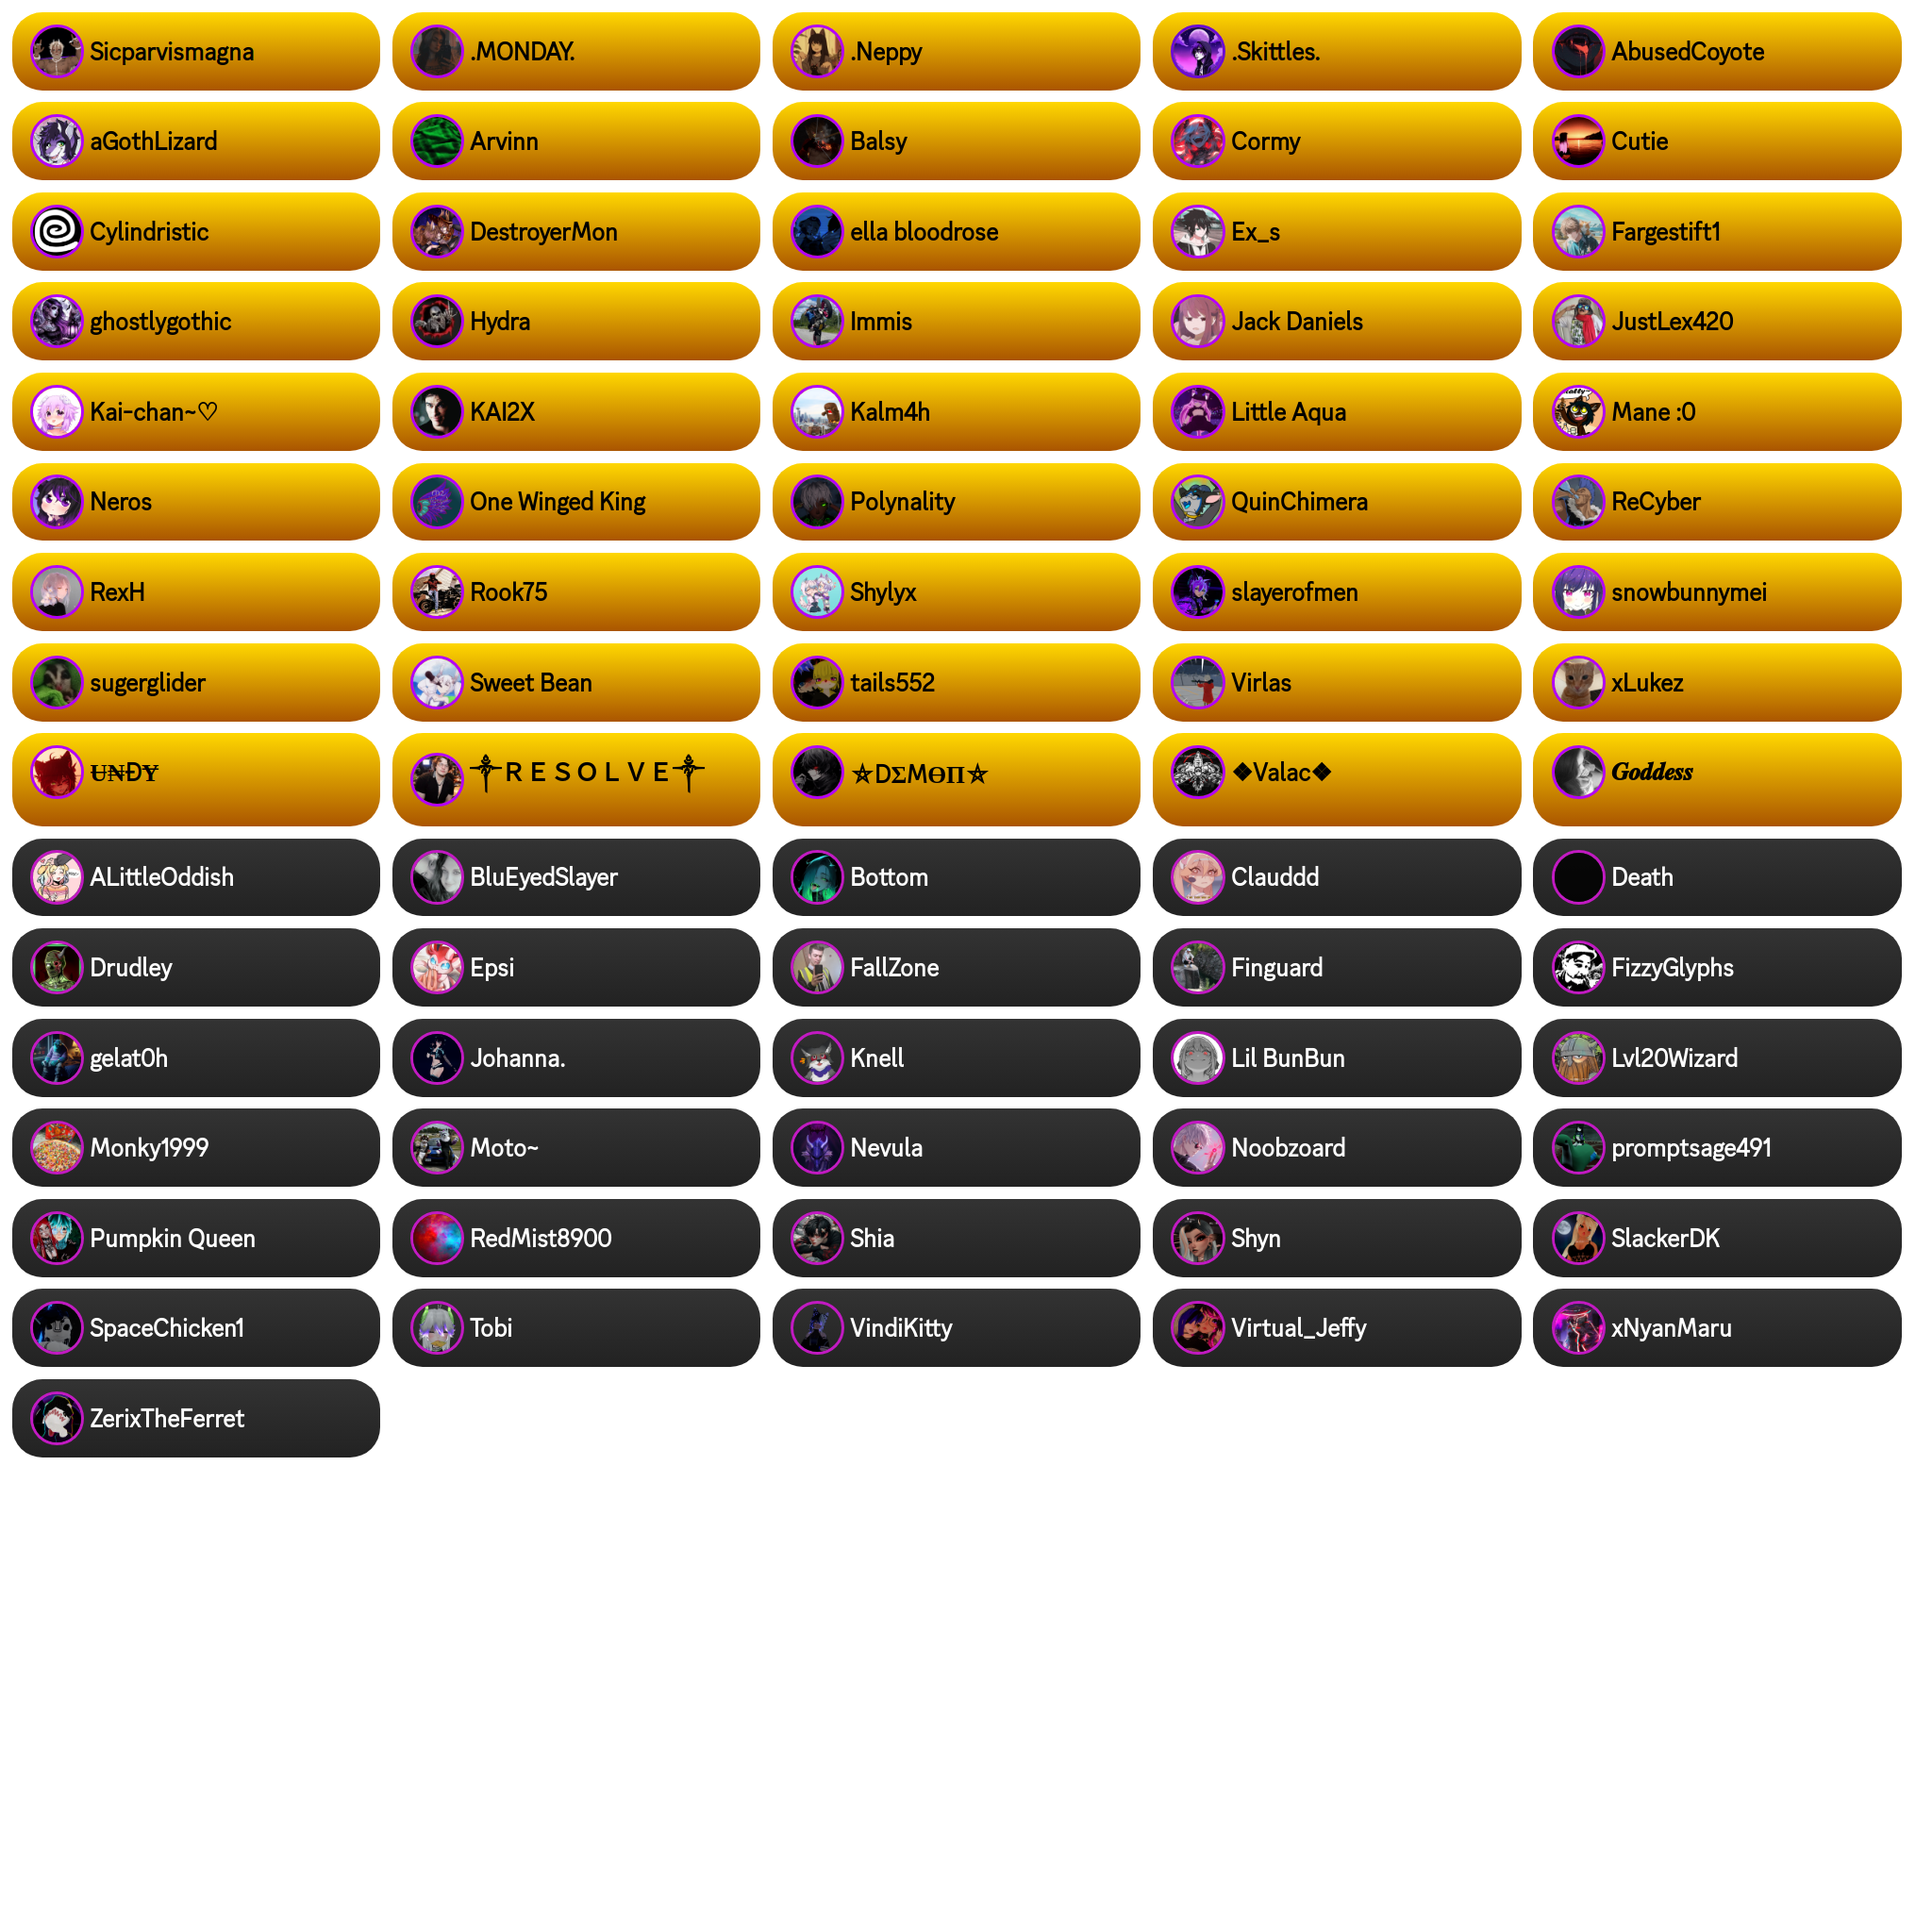 Sicparvismagna
.MONDAY.
.Neppy
.Skittles.
AbusedCoyote
aGothLizard
Arvinn
Balsy
Cormy
Cutie
Cylindristic
DestroyerMon
ella bloodrose
Ex_s
Fargestift1
ghostlygothic
Hydra
Immis
Jack Daniels
JustLex420
Kai-chan~♡
KAI2X
Kalm4h
Little Aqua
Mane :0
Neros
One Winged King
Polynality
QuinChimera
ReCyber
RexH
Rook75
Shylyx
slayerofmen
snowbunnymei
sugerglider
Sweet Bean
tails552
Virlas
xLukez
U̶N̶ĐY̶
༒ＲＥＳＯＬＶＥ༒
⛤DΣMӨП⛤
❖Valac❖
𝑮𝒐𝒅𝒅𝒆𝒔𝒔
ALittleOddish
BluEyedSlayer
Bottom
Clauddd
Death
Drudley
Epsi
FallZone
Finguard
FizzyGlyphs
gelat0h
Johanna.
Knell
Lil BunBun
Lvl20Wizard
Monky1999
Moto~
Nevula
Noobzoard
promptsage491
Pumpkin Queen
RedMist8900
Shia
Shyn
SlackerDK
SpaceChicken1
Tobi
VindiKitty
Virtual_Jeffy
xNyanMaru
ZerixTheFerret